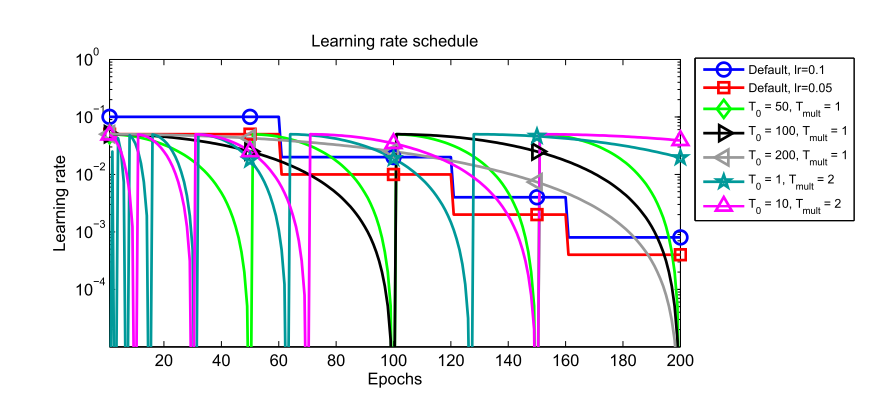 Learning rate schedule
10^0
10^−1
10^−2
10^−3
10^−4
Learning rate
20 40 60 80 100 120 140 160 180 200
Epochs
Default, lr=0.1
Default, lr=0.05
T_0 = 50, T_mult = 1
T_0 = 100, T_mult = 1
T_0 = 200, T_mult = 1
T_0 = 1, T_mult = 2
T_0 = 10, T_mult = 2